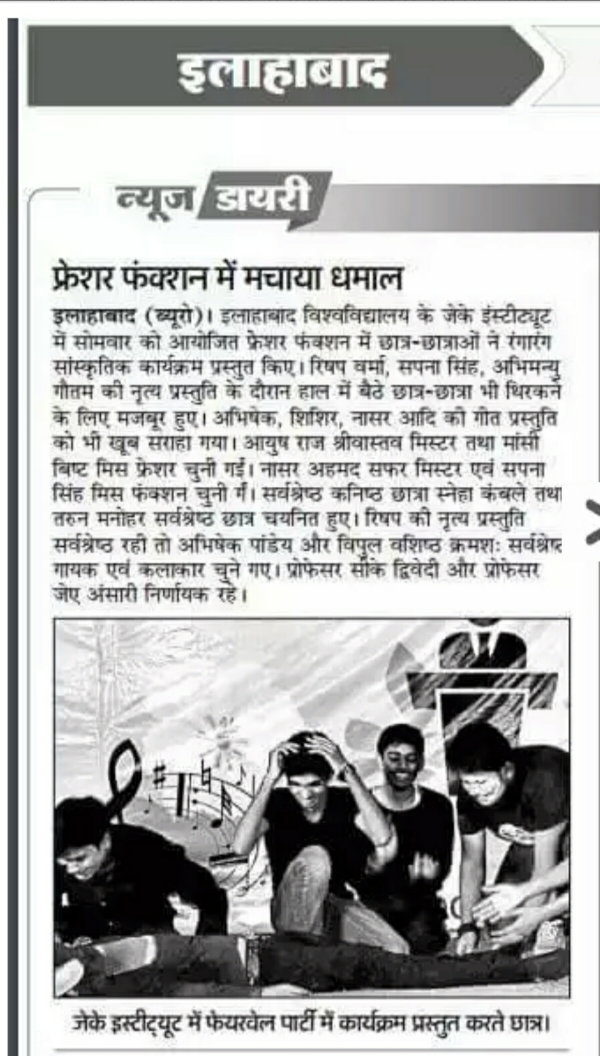 इलाहाबाद
न्यूज डायरी
फ्रेशर फंक्शन में मचाया धमाल
इलाहाबाद (ब्यूरो)। इलाहाबाद विश्वविद्यालय के जेके इंस्टीट्यूट
में सोमवार को आयोजित फ्रेशर फंक्शन में छात्र-छात्राओं ने रंगारंग
सांस्कृतिक कार्यक्रम प्रस्तुत किए। रिषप वर्मा, सपना सिंह, अभिमन्यु
गौतम की नृत्य प्रस्तुति के दौरान हाल में बैठे छात्र-छात्रा भी थिरकने
के लिए मजबूर हुए। अभिषेक, शिशिर, नासर आदि की गीत प्रस्तुति
को भी खूब सराहा गया। आयुष राज श्रीवास्तव मिस्टर तथा मांसी
बिष्ट मिस फ्रेशर चुनी गईं। नासर अहमद सफर मिस्टर एवं सपना
सिंह मिस फंक्शन चुनी गँ। सर्वश्रेष्ठ कनिष्ठ छात्रा स्नेहा कंबले तथा
तरुन मनोहर सर्वश्रेष्ठ छात्र चयनित हुए। रिषप की नृत्य प्रस्तुति
सर्वश्रेष्ठ रही तो अभिषेक पांडेय और विपुल वशिष्ठ क्रमशः सर्वश्रेष्ठ
गायक एवं कलाकार चुने गए। प्रोफेसर सीके द्विवेदी और प्रोफेसर
जेए अंसारी निर्णायक रहे।
जेके इस्टीट्यूट में फेयरवेल पार्टी में कार्यक्रम प्रस्तुत करते छात्र।